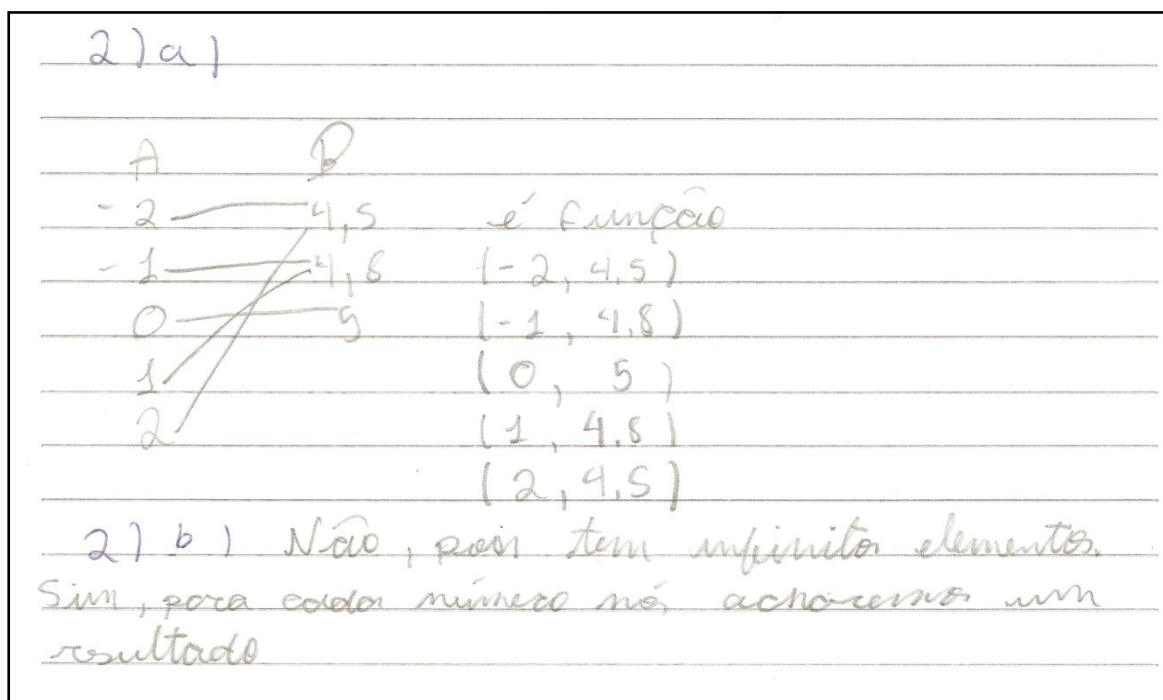 2) a)
A B
-2 4,5 é função
-1 4,8 (-2, 4,5)
0 5 (-1, 4,8)
1 (0, 5)
2 (1, 4.8)
(2, 4,5)
2) b) Não, pois tem infinitos elementos.
Sim, para cada número nós acharemos um
resultado